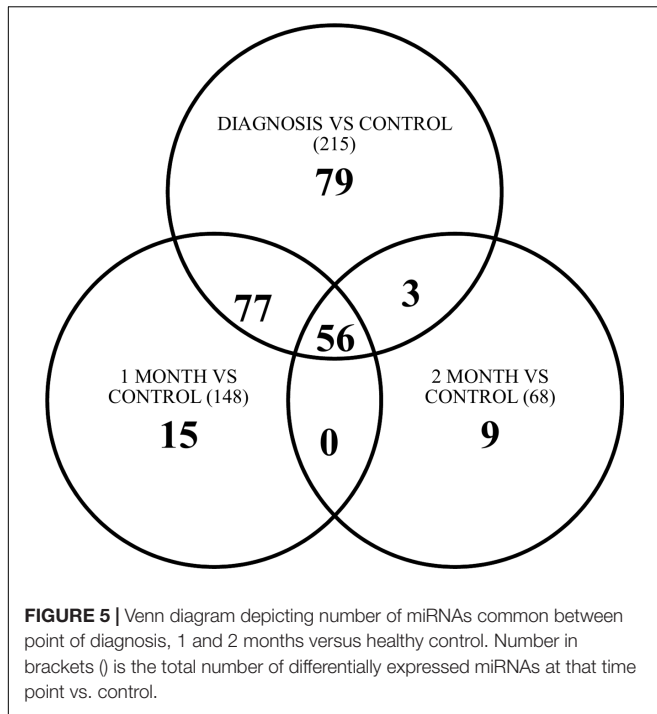 DIAGNOSIS VS CONTROL
(215)
79
77
3
56
1 MONTH VS
CONTROL (148)
15
2 MONTH VS
CONTROL (68)
9
0
FIGURE 5 | Venn diagram depicting number of miRNAs common between
point of diagnosis, 1 and 2 months versus healthy control. Number in
brackets () is the total number of differentially expressed miRNAs at that time
point vs. control.